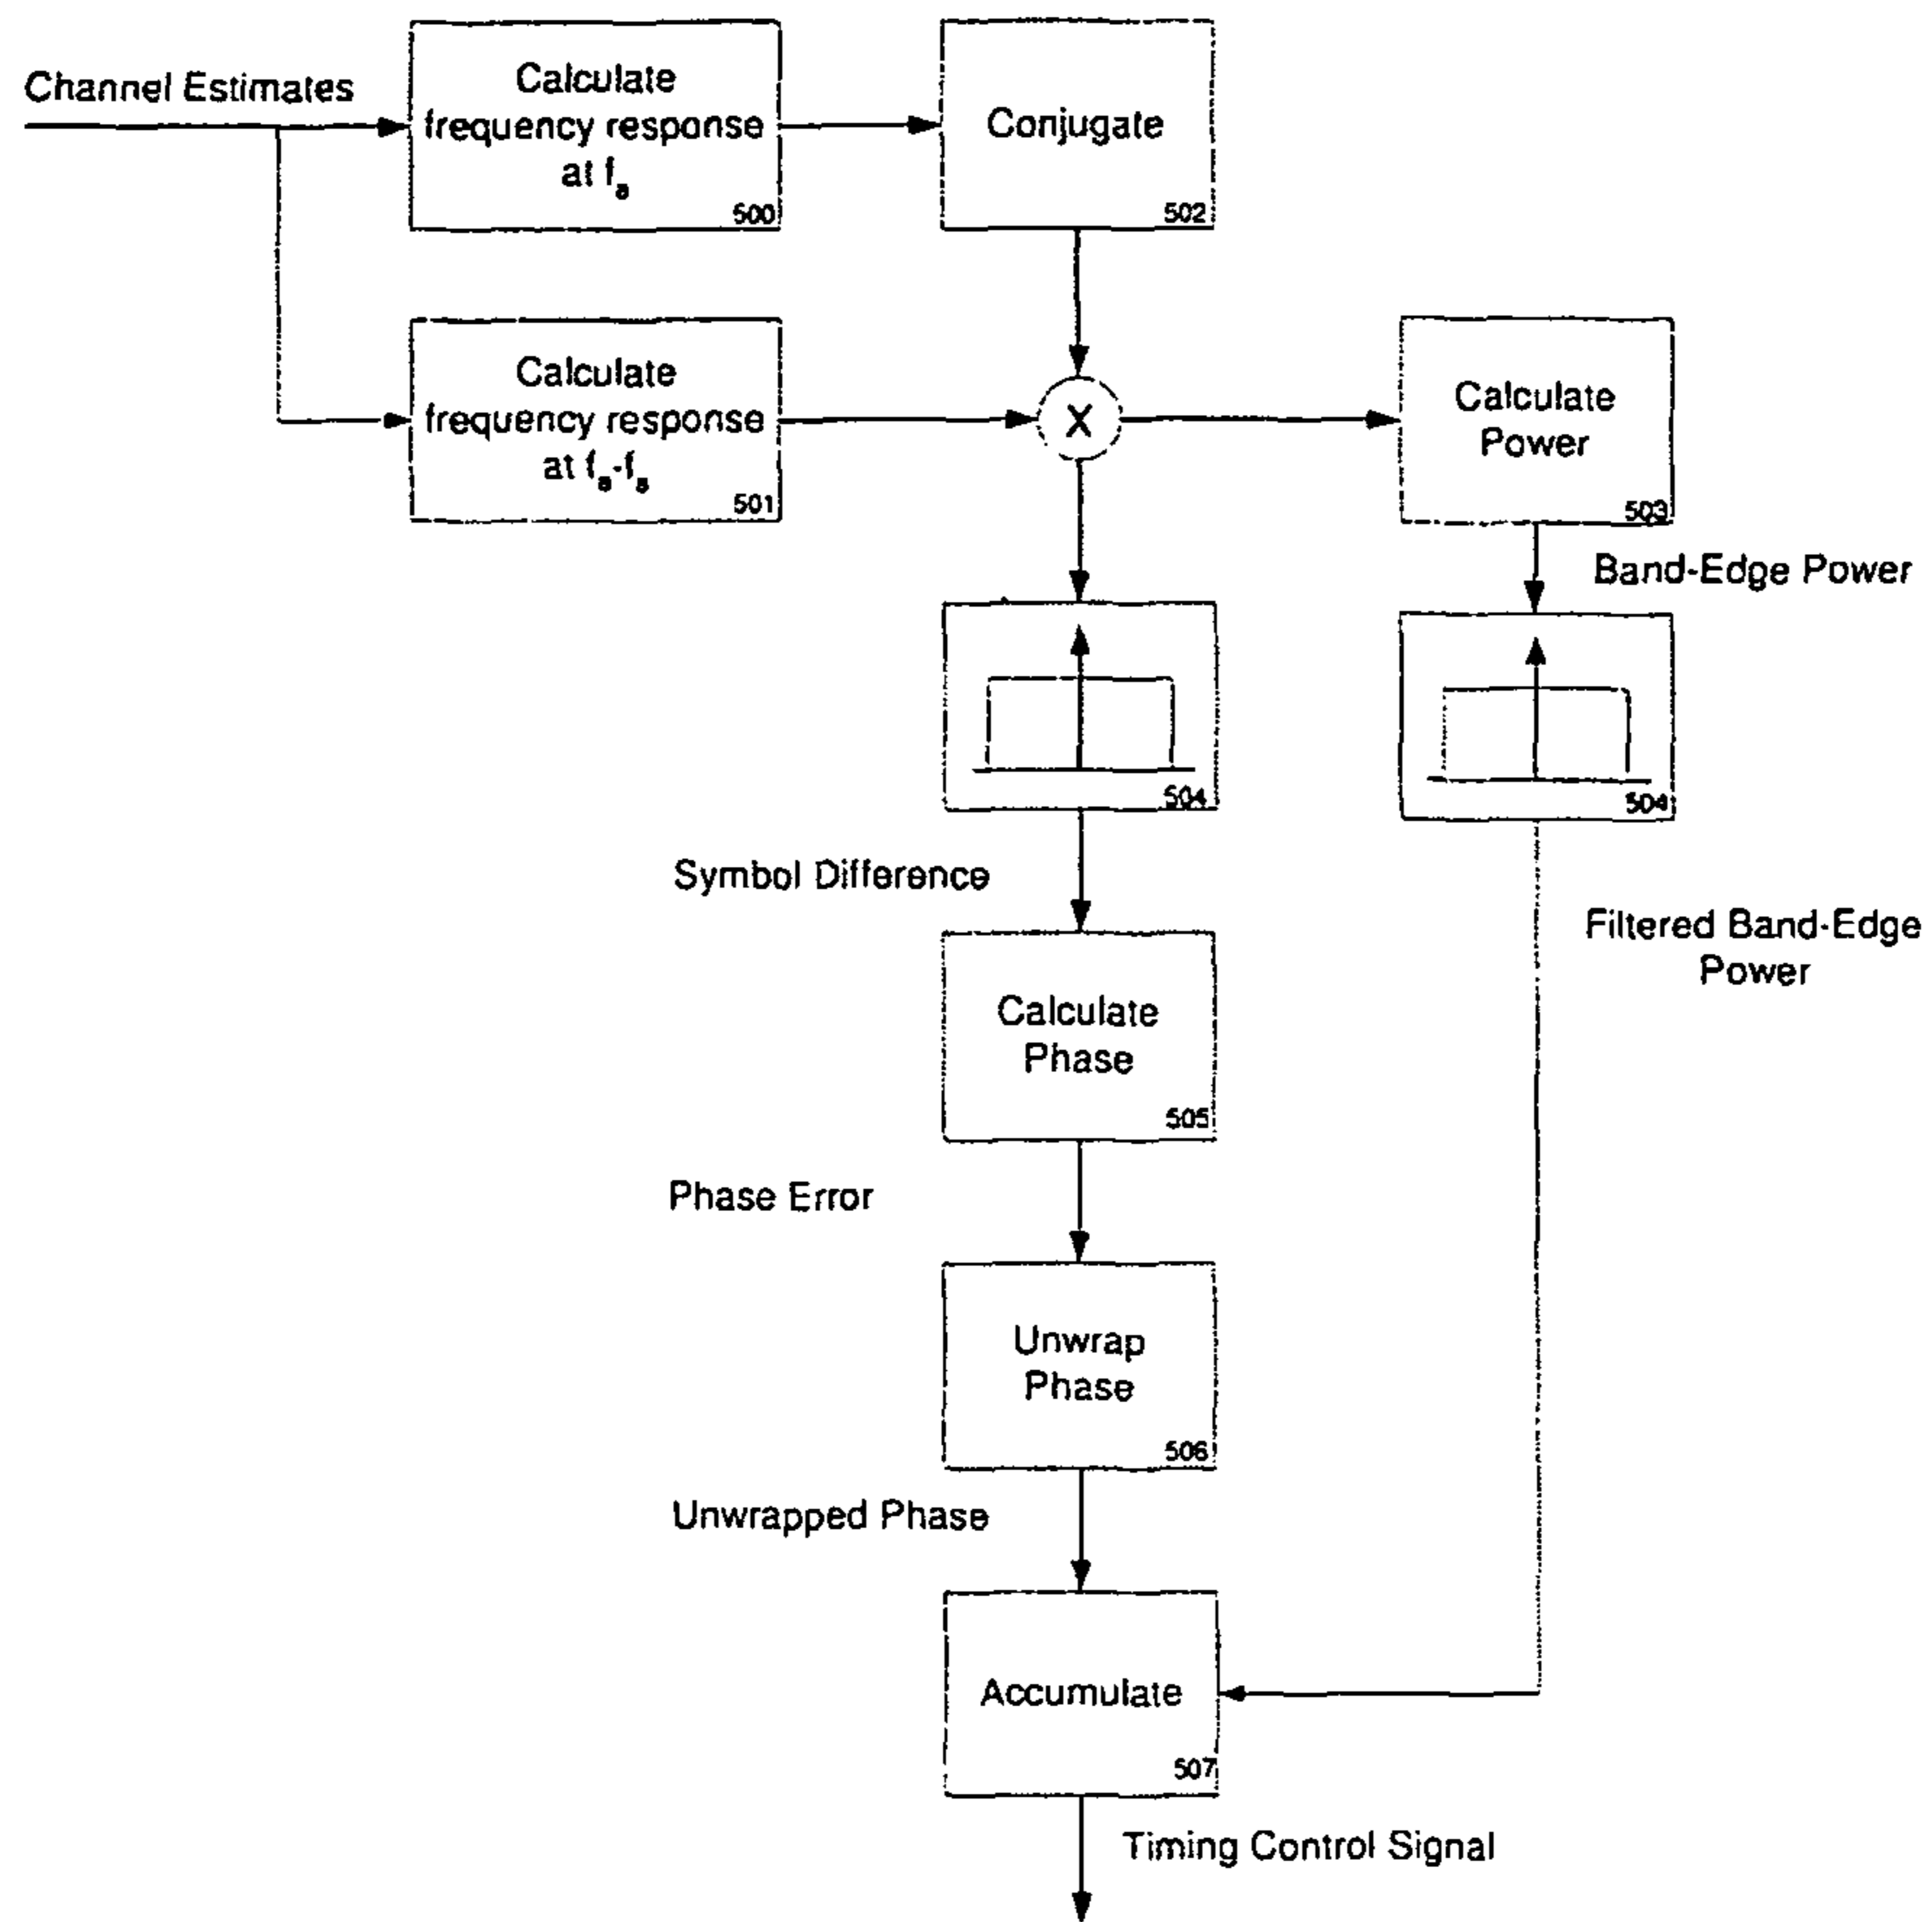 Channel Estimates
Calculate
frequency response
at fₐ
500
Conjugate
502
Calculate
frequency response
at fₐ-fₛ
501
X
Calculate
Power
503
Band-Edge Power
504
504
Symbol Difference
Filtered Band-Edge
Power
Calculate
Phase
505
Phase Error
Unwrap
Phase
506
Unwrapped Phase
Accumulate
507
Timing Control Signal